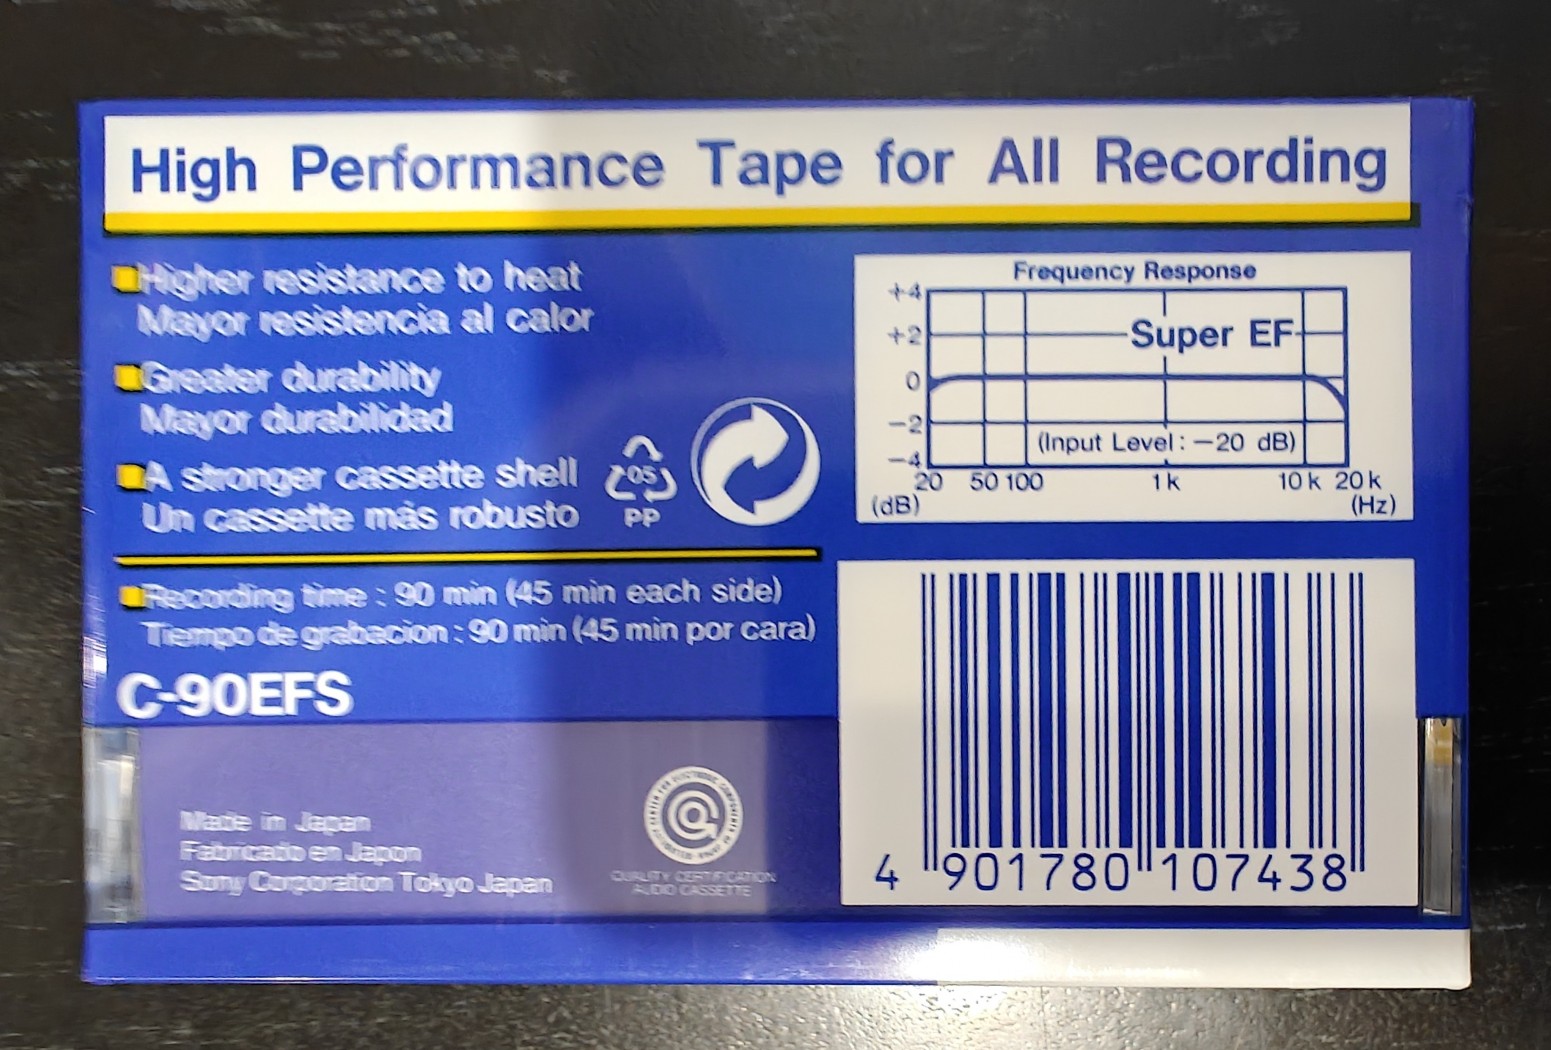 High Performance Tape for All Recording
Higher resistance to heat
Mayor resistencia al calor
Greater durability
Mayor durabilidad
A stronger cassette shell
Un cassette más robusto
05
PP
Recording time : 90 min (45 min each side)
Tiempo de grabacion : 90 min (45 min por cara)
C-90EFS
Made in Japan
Fabricado en Japon
Sony Corporation Tokyo Japan
QUALITY CERTIFICATION
AUDIO CASSETTE
Frequency Response
+4
+2
Super EF
0
−2
(Input Level : −20 dB)
−4
20 50 100 1k 10k 20k
(dB) (Hz)
4 901780 107438